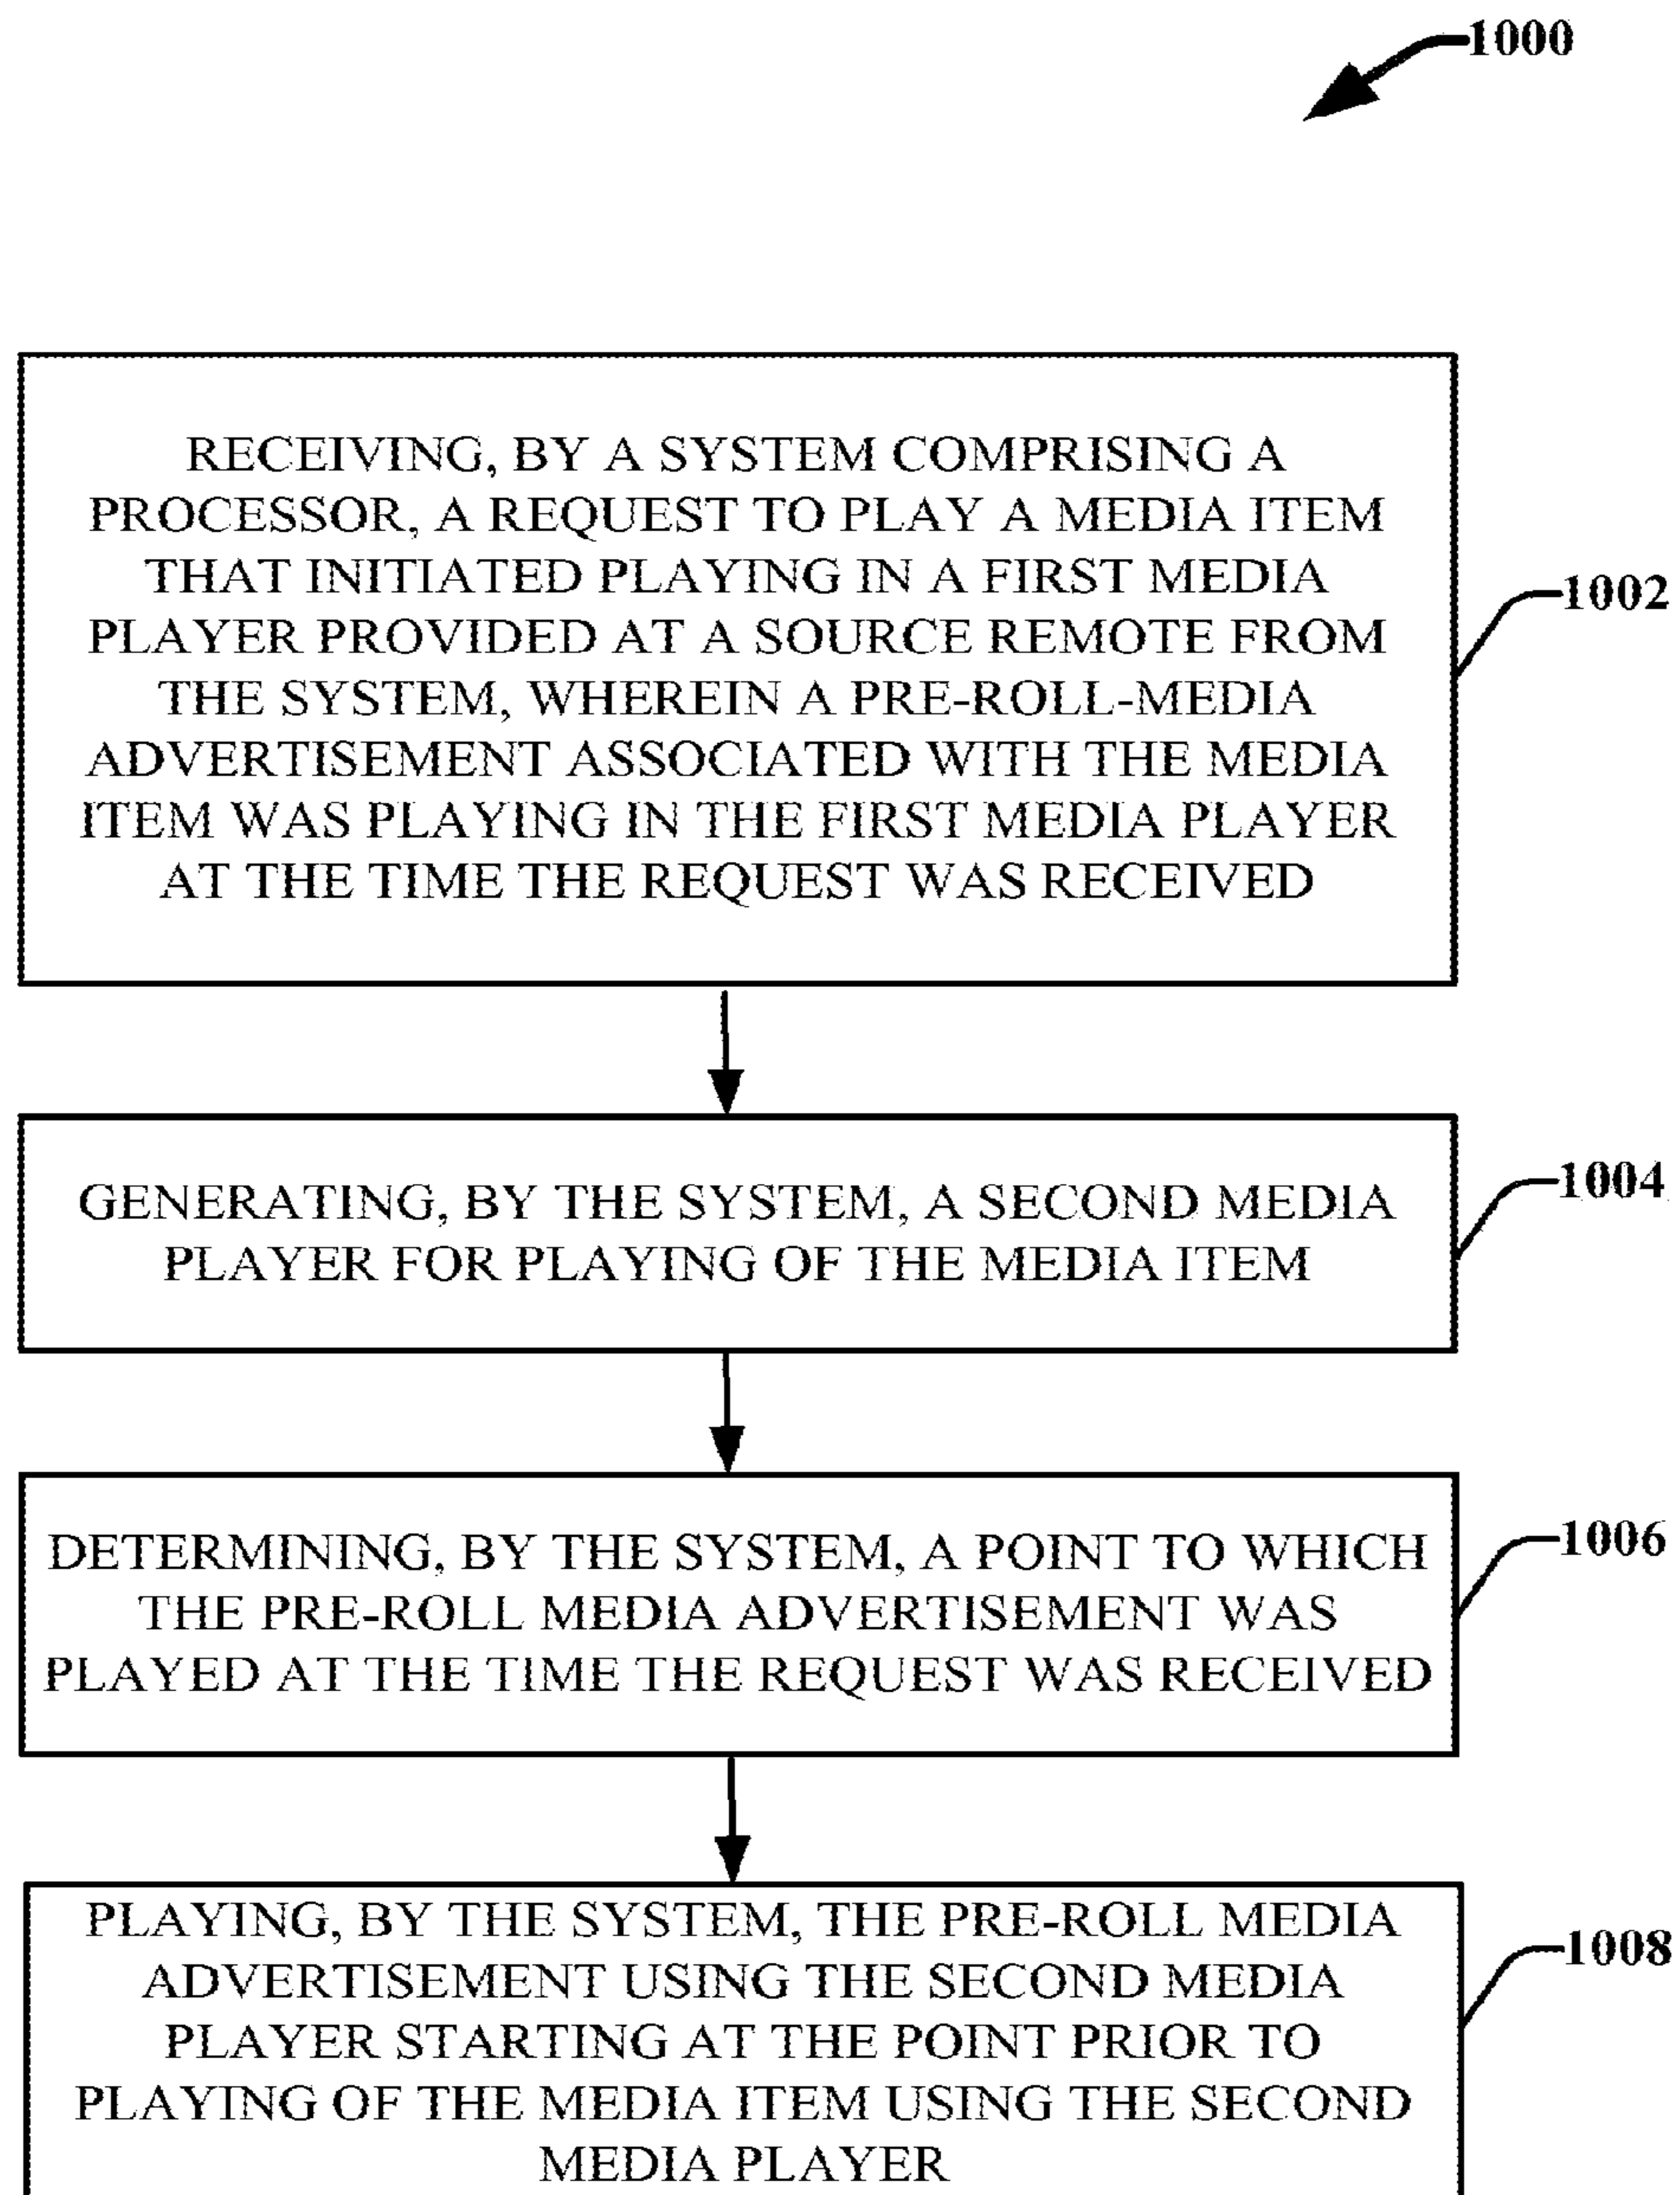 1000
RECEIVING, BY A SYSTEM COMPRISING A
PROCESSOR, A REQUEST TO PLAY A MEDIA ITEM
THAT INITIATED PLAYING IN A FIRST MEDIA
PLAYER PROVIDED AT A SOURCE REMOTE FROM
THE SYSTEM, WHEREIN A PRE-ROLL-MEDIA
ADVERTISEMENT ASSOCIATED WITH THE MEDIA
ITEM WAS PLAYING IN THE FIRST MEDIA PLAYER
AT THE TIME THE REQUEST WAS RECEIVED
1002
GENERATING, BY THE SYSTEM, A SECOND MEDIA
PLAYER FOR PLAYING OF THE MEDIA ITEM
1004
DETERMINING, BY THE SYSTEM, A POINT TO WHICH
THE PRE-ROLL MEDIA ADVERTISEMENT WAS
PLAYED AT THE TIME THE REQUEST WAS RECEIVED
1006
PLAYING, BY THE SYSTEM, THE PRE-ROLL MEDIA
ADVERTISEMENT USING THE SECOND MEDIA
PLAYER STARTING AT THE POINT PRIOR TO
PLAYING OF THE MEDIA ITEM USING THE SECOND
MEDIA PLAYER
1008